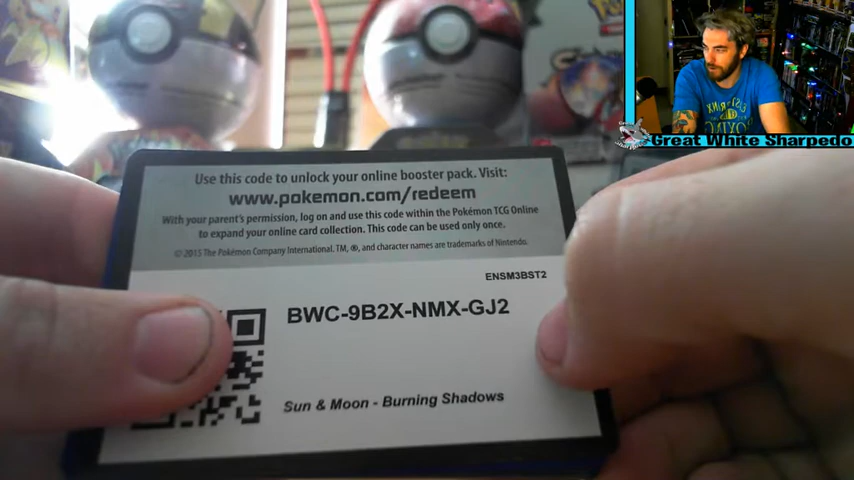 Use this code to unlock your online booster pack. Visit:
www.pokemon.com/redeem
With your parent's permission, log on and use this code within the Pokémon TCG Online
to expand your online card collection. This code can be used only once.
© 2015 The Pokémon Company International. TM, ®, and character names are trademarks of Nintendo.
ENSM3BST2
BWC-9B2X-NMX-GJ2
Sun & Moon - Burning Shadows
Great White Sharpedo